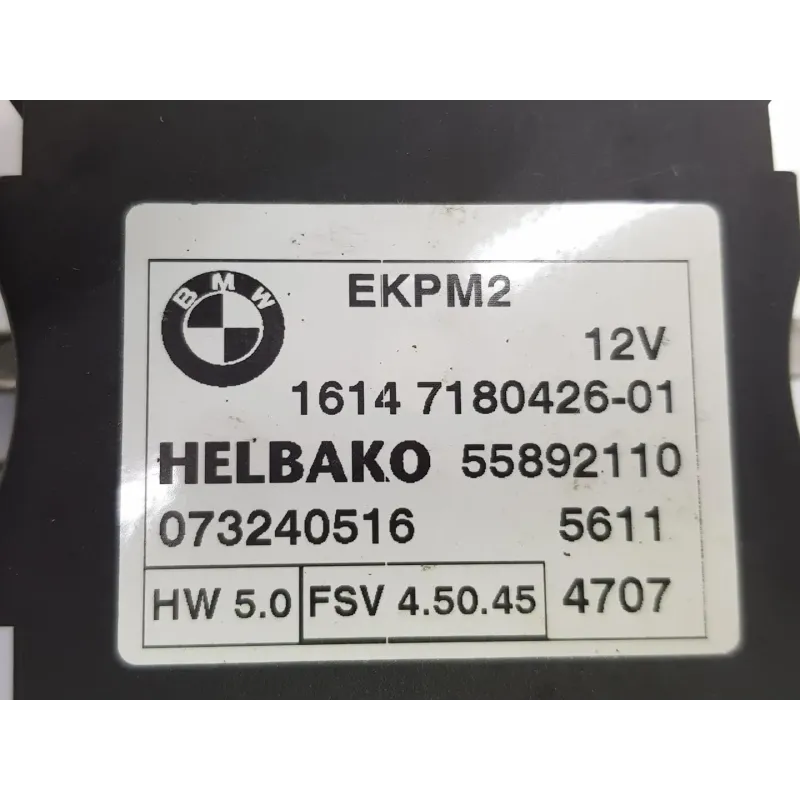 BMW
EKPM2
12V
1614 7180426-01
HELBAKO 55892110
073240516 5611
HW 5.0 FSV 4.50.45 4707